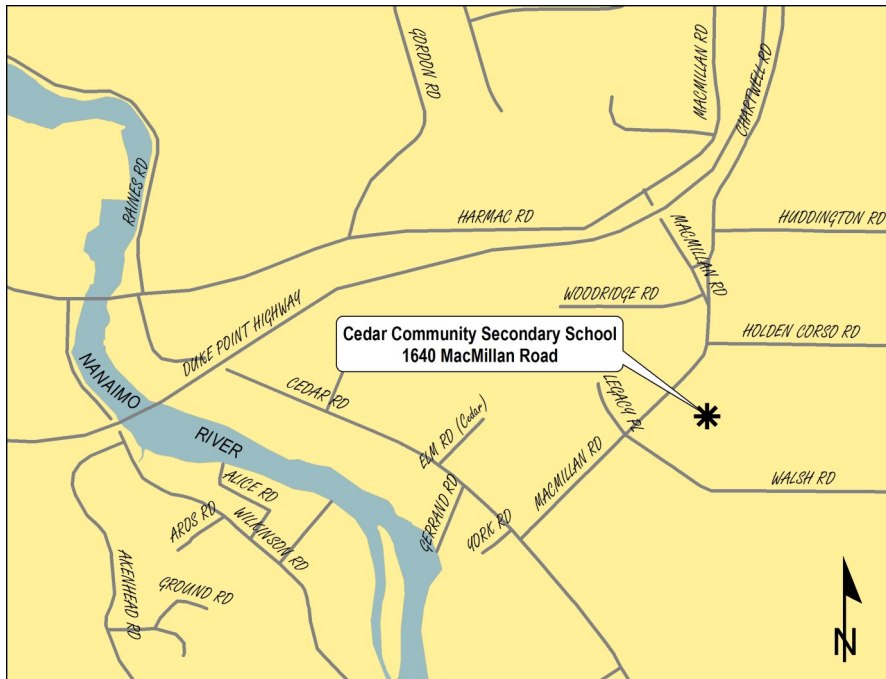 GORDON RD
MACMILLAN RD
CHARTWELL RD
RAINES RD
HARMAC RD
HUDDINGTON RD
MACMILLAN RD
WOODRIDGE RD
DUKE POINT HIGHWAY
Cedar Community Secondary School
1640 MacMillan Road
HOLDEN CORSO RD
NANAIMO
RIVER
CEDAR RD
LEGACY PL
ELM RD (Cedar)
MACMILLAN RD
WALSH RD
ALICE RD
GERRAND RD
YORK RD
AROS RD
WILKINSON RD
AKENHEAD RD
GROUND RD
N